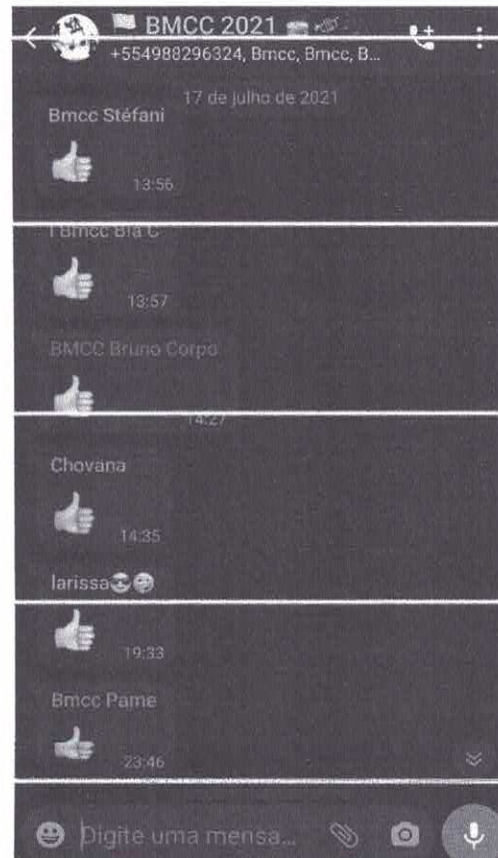 BMCC 2021
+554988296324, Bmcc, Bmcc, B...
17 de julho de 2021
Bmcc Stéfani
13:56
Bmcc Bia C
13:57
BMCC Bruno Corpo
14:27
Chovana
14:35
larissa
19:33
Bmcc Pame
23:46
Digite uma mensa...